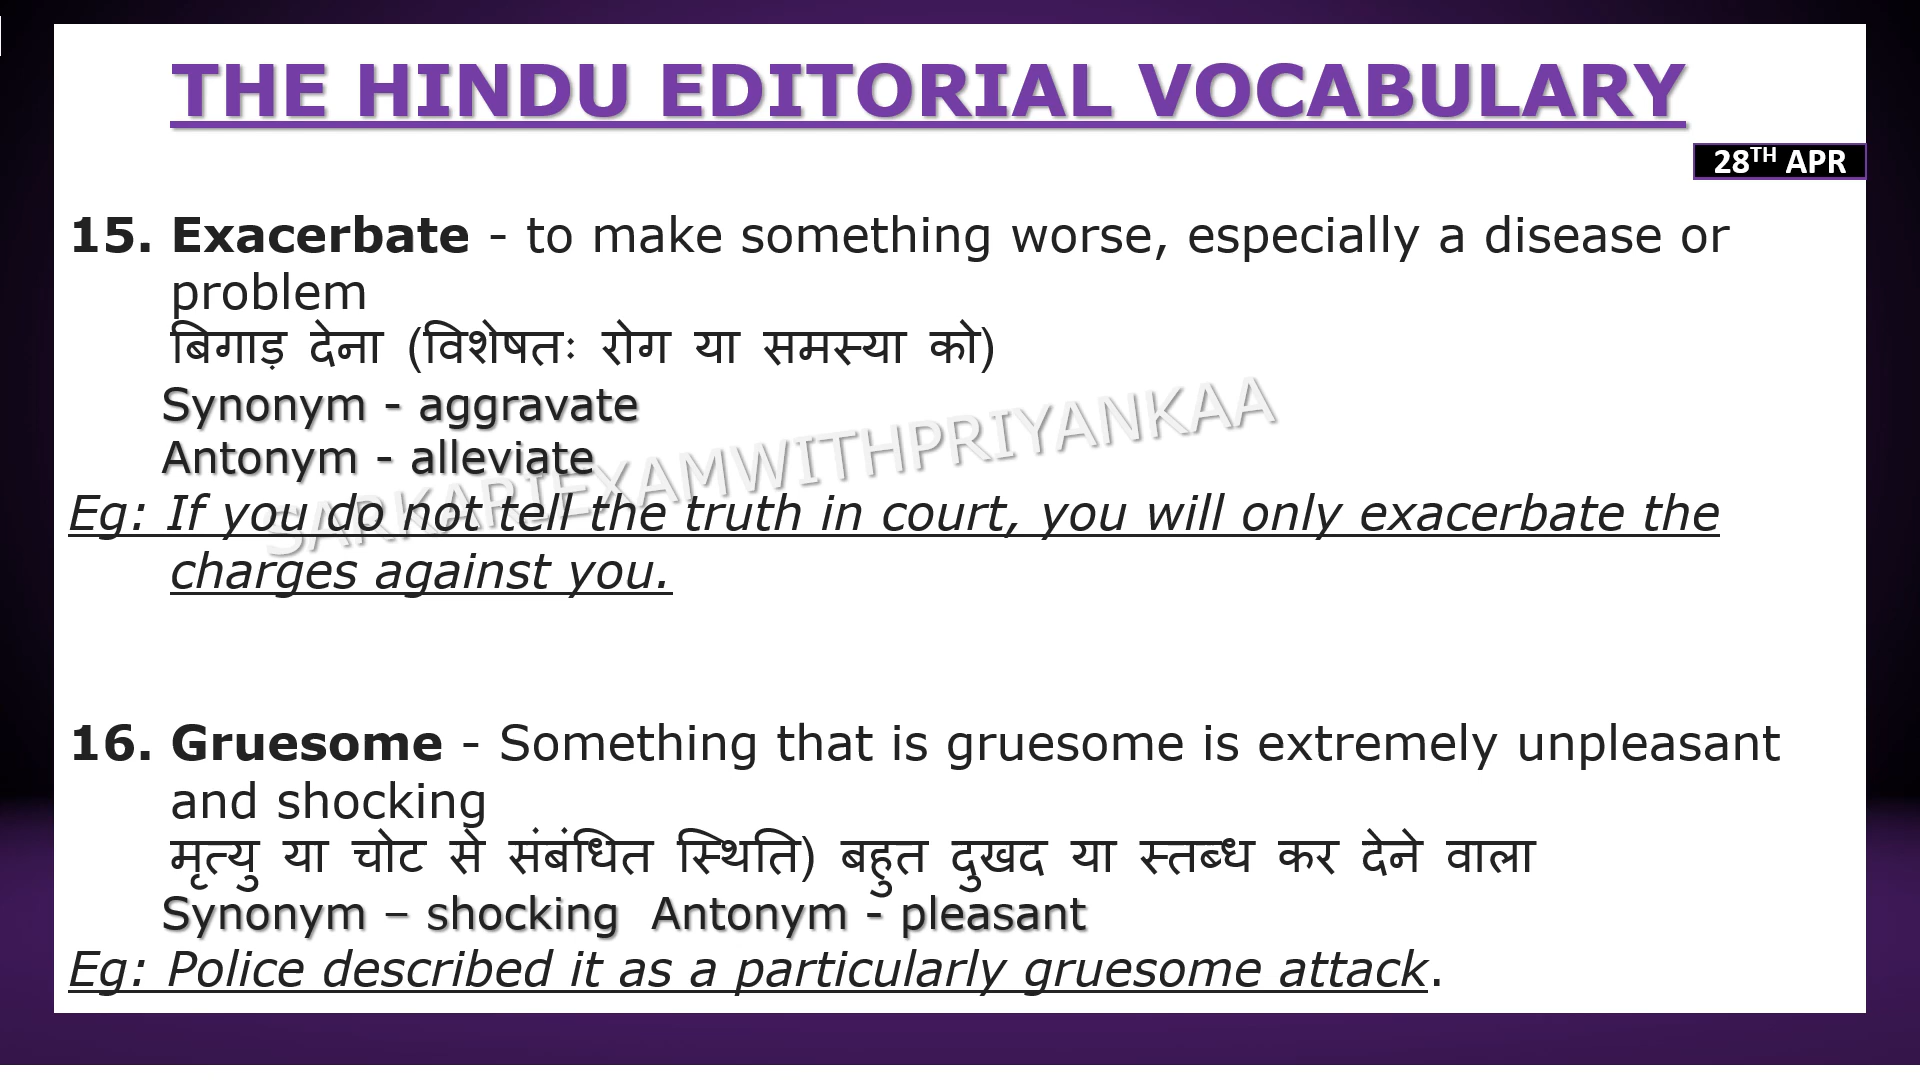 THE HINDU EDITORIAL VOCABULARY
28TH APR
15. Exacerbate - to make something worse, especially a disease or
problem
बिगाड़ देना (विशेषतः रोग या समस्या को)
Synonym - aggravate
Antonym - alleviate
SARKARIEXAMWITHPRIYANKAA
Eg: If you do not tell the truth in court, you will only exacerbate the
charges against you.
16. Gruesome - Something that is gruesome is extremely unpleasant
and shocking
मृत्यु या चोट से संबंधित स्थिति) बहुत दुखद या स्तब्ध कर देने वाला
Synonym – shocking  Antonym - pleasant
Eg: Police described it as a particularly gruesome attack.